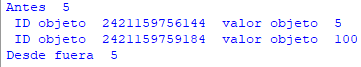 Antes  5
 ID objeto  2421159756144  valor objeto  5
 ID objeto  2421159759184  valor objeto  100
Desde fuera  5